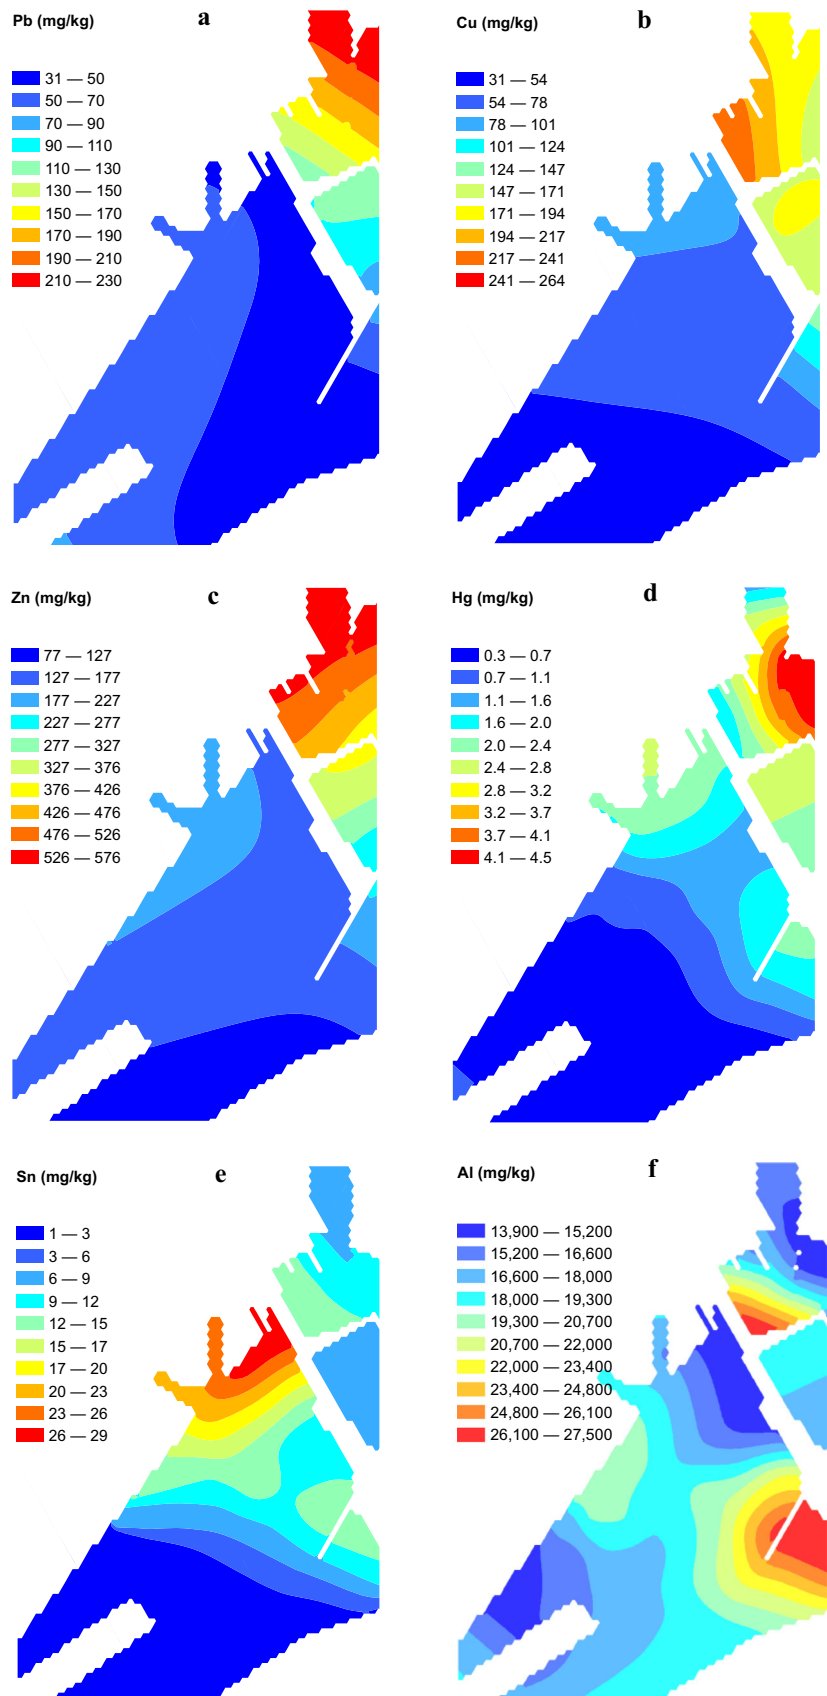 Pb (mg/kg)
a
31 — 50
50 — 70
70 — 90
90 — 110
110 — 130
130 — 150
150 — 170
170 — 190
190 — 210
210 — 230
Cu (mg/kg)
b
31 — 54
54 — 78
78 — 101
101 — 124
124 — 147
147 — 171
171 — 194
194 — 217
217 — 241
241 — 264
Zn (mg/kg)
c
77 — 127
127 — 177
177 — 227
227 — 277
277 — 327
327 — 376
376 — 426
426 — 476
476 — 526
526 — 576
Hg (mg/kg)
d
0.3 — 0.7
0.7 — 1.1
1.1 — 1.6
1.6 — 2.0
2.0 — 2.4
2.4 — 2.8
2.8 — 3.2
3.2 — 3.7
3.7 — 4.1
4.1 — 4.5
Sn (mg/kg)
e
1 — 3
3 — 6
6 — 9
9 — 12
12 — 15
15 — 17
17 — 20
20 — 23
23 — 26
26 — 29
Al (mg/kg)
f
13,900 — 15,200
15,200 — 16,600
16,600 — 18,000
18,000 — 19,300
19,300 — 20,700
20,700 — 22,000
22,000 — 23,400
23,400 — 24,800
24,800 — 26,100
26,100 — 27,500